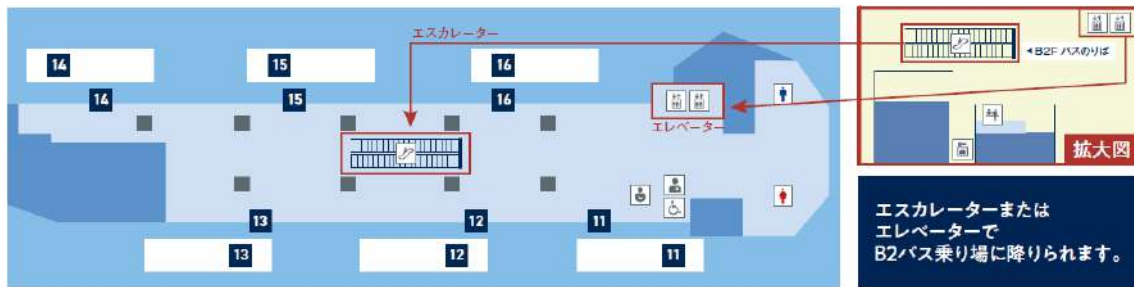 エスカレーター
14
15
16
14
15
16
エレベーター
13
12
11
13
12
11
◀B2F バスのりば
拡大図
エスカレーターまたは
エレベーターで
B2バス乗り場に降りられます。